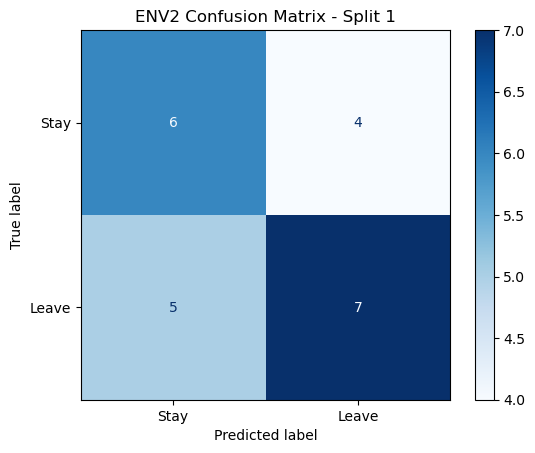 ENV2 Confusion Matrix - Split 1
True label
Stay
6
4
Leave
5
7
Stay
Leave
Predicted label
7.0
6.5
6.0
5.5
5.0
4.5
4.0